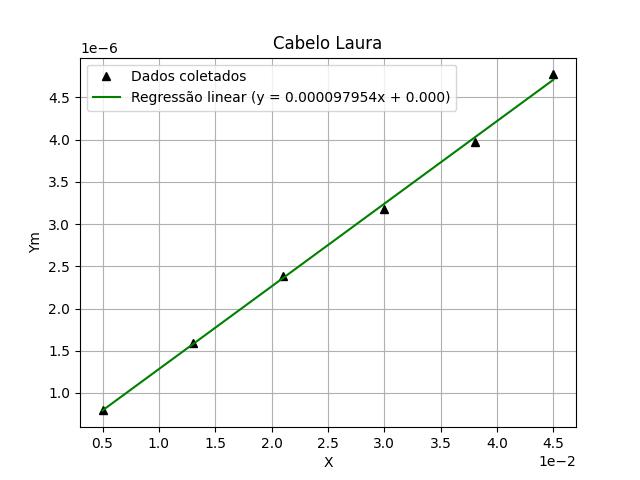 Cabelo Laura
1e−6
Dados coletados
Regressão linear (y = 0.000097954x + 0.000)
4.5
4.0
3.5
3.0
2.5
2.0
1.5
1.0
Ym
0.5 1.0 1.5 2.0 2.5 3.0 3.5 4.0 4.5
X
1e−2